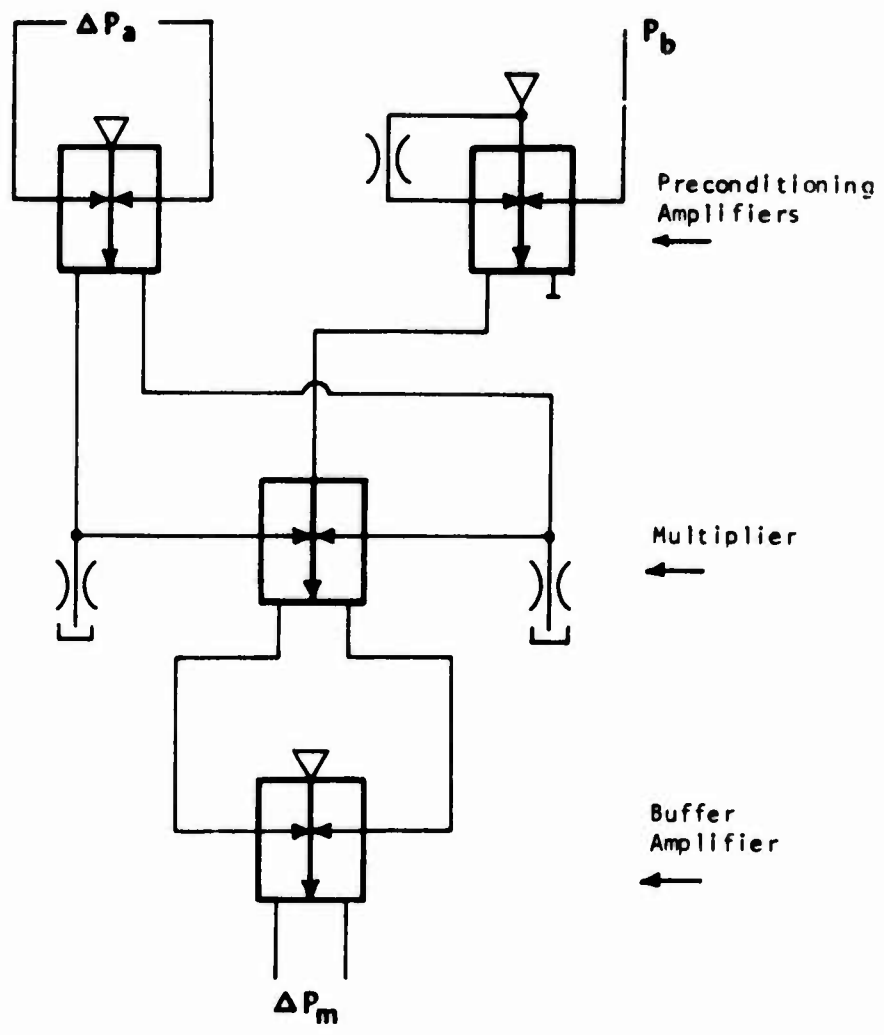 ΔPa
Pb
Preconditioning
Amplifiers
Multiplier
Buffer
Amplifier
ΔPm